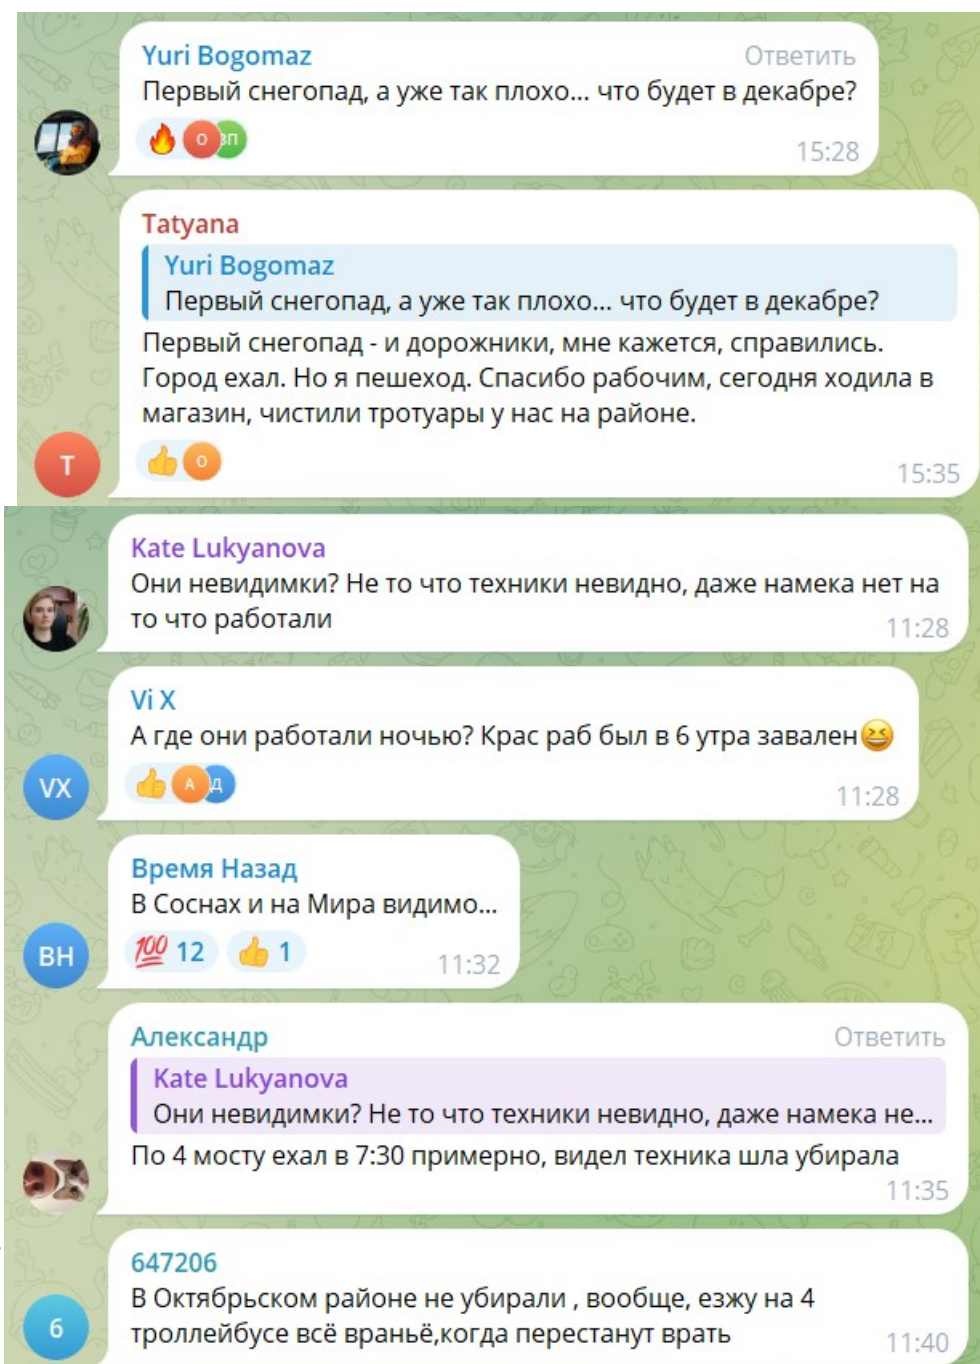 Yuri Bogomaz Ответить
Первый снегопад, а уже так плохо... что будет в декабре?
🔥 О ВП
15:28
Tatyana
Yuri Bogomaz
Первый снегопад, а уже так плохо... что будет в декабре?
Первый снегопад - и дорожники, мне кажется, справились.
Город ехал. Но я пешеход. Спасибо рабочим, сегодня ходила в
магазин, чистили тротуары у нас на районе.
👍 О
Т
15:35
Kate Lukyanova
Они невидимки? Не то что техники невидно, даже намека нет на
то что работали
11:28
Vi X
А где они работали ночью? Крас раб был в 6 утра завален😆
VX
👍 А Д
11:28
Время Назад
В Соснах и на Мира видимо...
ВН
💯 12 👍 1
11:32
Александр Ответить
Kate Lukyanova
Они невидимки? Не то что техники невидно, даже намека не...
По 4 мосту ехал в 7:30 примерно, видел техника шла убирала
11:35
647206
В Октябрьском районе не убирали , вообще, езжу на 4
6
троллейбусе всё враньё,когда перестанут врать
11:40